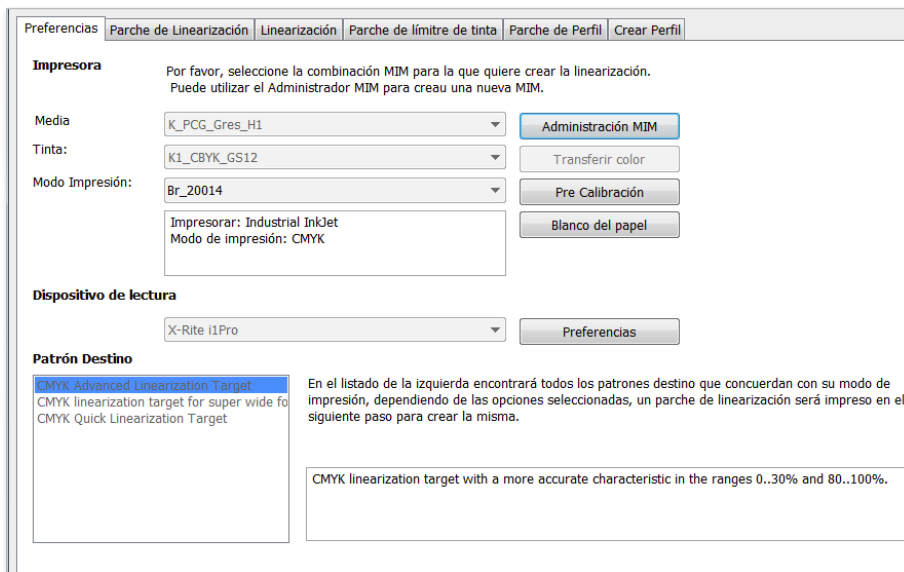 Preferencias Parche de Linearización Linearización Parche de límitre de tinta Parche de Perfil Crear Perfil
Impresora
Por favor, seleccione la combinación MIM para la que quiere crear la linearización.
Puede utilizar el Administrador MIM para creau una nueva MIM.
Media K_PCG_Gres_H1 Administración MIM
Tinta: K1_CBYK_GS12 Transferir color
Modo Impresión: Br_20014 Pre Calibración
Impresorar: Industrial InkJet Blanco del papel
Modo de impresión: CMYK
Dispositivo de lectura
X-Rite i1Pro Preferencias
Patrón Destino
CMYK Advanced Linearization Target
CMYK linearization target for super wide fo
CMYK Quick Linearization Target
En el listado de la izquierda encontrará todos los patrones destino que concuerdan con su modo de
impresión, dependiendo de las opciones seleccionadas, un parche de linearización será impreso en el
siguiente paso para crear la misma.
CMYK linearization target with a more accurate characteristic in the ranges 0..30% and 80..100%.